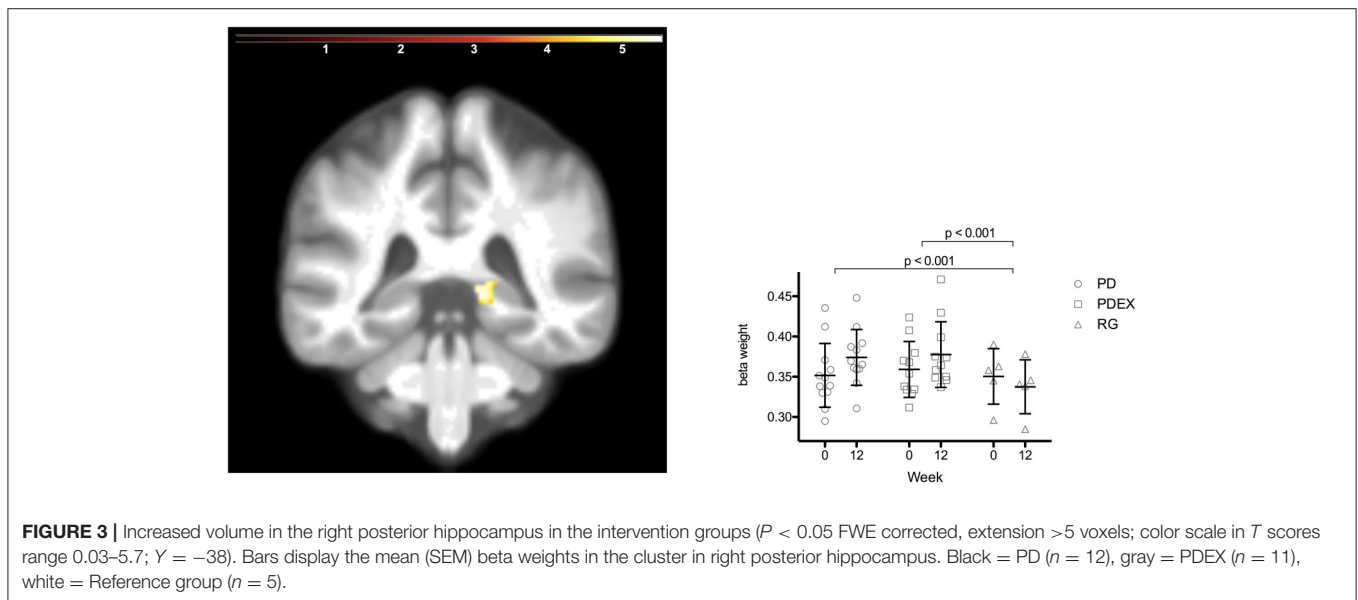 1 2 3 4 5
p < 0.001
p < 0.001
beta weight
0.45
0.40
0.35
0.30
0 12 0 12 0 12
Week
PD
PDEX
RG
FIGURE 3 | Increased volume in the right posterior hippocampus in the intervention groups (P < 0.05 FWE corrected, extension >5 voxels; color scale in T scores
range 0.03–5.7; Y = −38). Bars display the mean (SEM) beta weights in the cluster in right posterior hippocampus. Black = PD (n = 12), gray = PDEX (n = 11),
white = Reference group (n = 5).